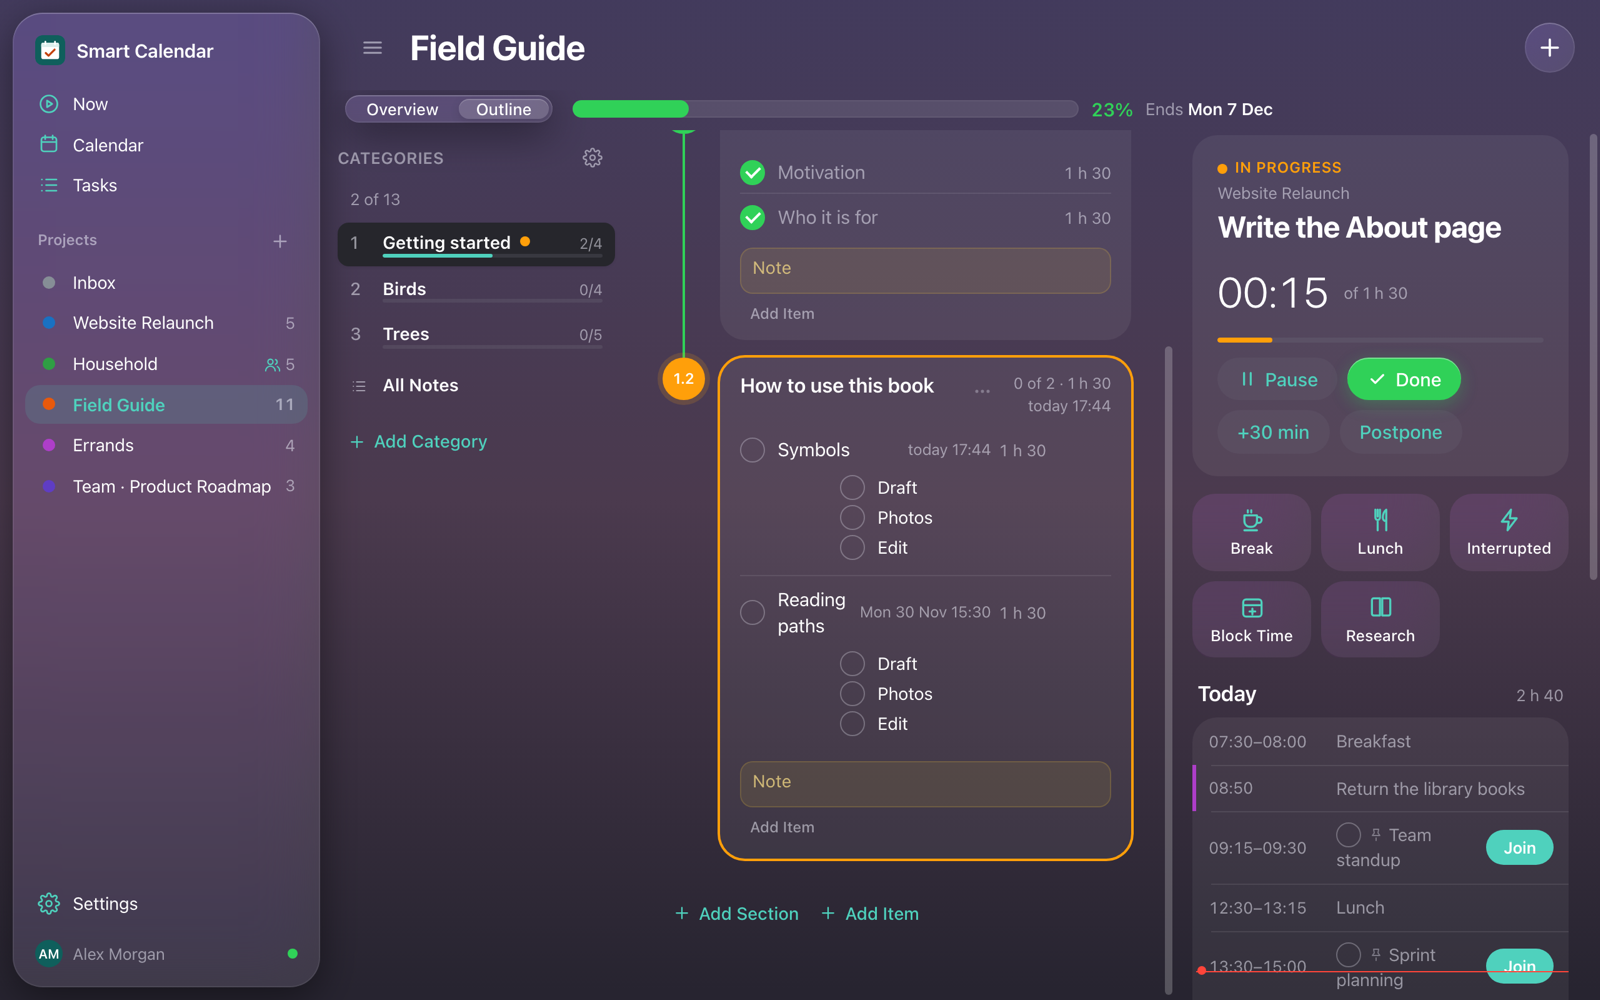 Smart Calendar
Now
Calendar
Tasks
Projects
Inbox
Website Relaunch 5
Household 5
Field Guide 11
Errands 4
Team · Product Roadmap 3
Settings
AM Alex Morgan
Field Guide
Overview Outline
23% Ends Mon 7 Dec
CATEGORIES
2 of 13
1 Getting started 2/4
2 Birds 0/4
3 Trees 0/5
All Notes
+ Add Category
Motivation 1 h 30
Who it is for 1 h 30
Note
Add Item
1.2
How to use this book ... 0 of 2 · 1 h 30
today 17:44
Symbols today 17:44 1 h 30
Draft
Photos
Edit
Reading paths Mon 30 Nov 15:30 1 h 30
Draft
Photos
Edit
Note
Add Item
+ Add Section + Add Item
IN PROGRESS
Website Relaunch
Write the About page
00:15 of 1 h 30
Pause Done
+30 min Postpone
Break Lunch Interrupted
Block Time Research
Today 2 h 40
07:30–08:00 Breakfast
08:50 Return the library books
09:15–09:30 Team standup Join
12:30–13:15 Lunch
13:30–15:00 Sprint planning Join